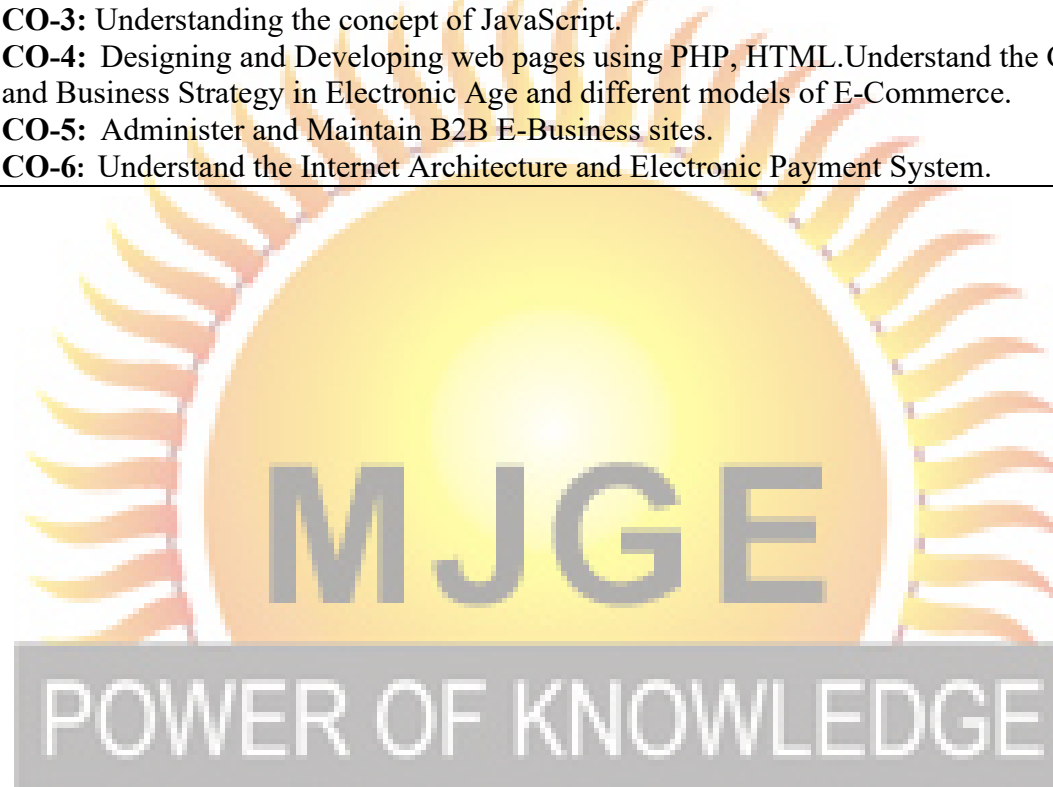 CO-3: Understanding the concept of JavaScript.
CO-4: Designing and Developing web pages using PHP, HTML.Understand the
and Business Strategy in Electronic Age and different models of E-Commerce.
CO-5: Administer and Maintain B2B E-Business sites.
CO-6: Understand the Internet Architecture and Electronic Payment System.
MJGE
POWER OF KNOWLEDGE